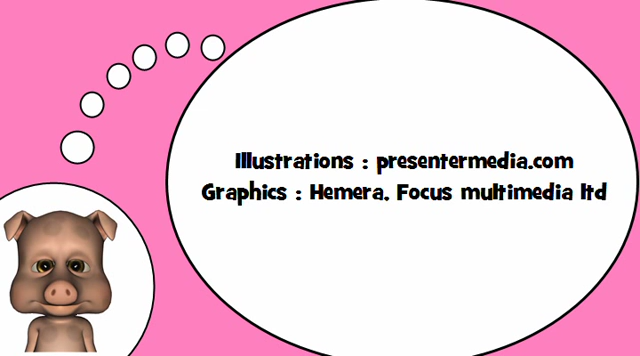 Illustrations : presentermedia.com
Graphics : Hemera. Focus multimedia ltd